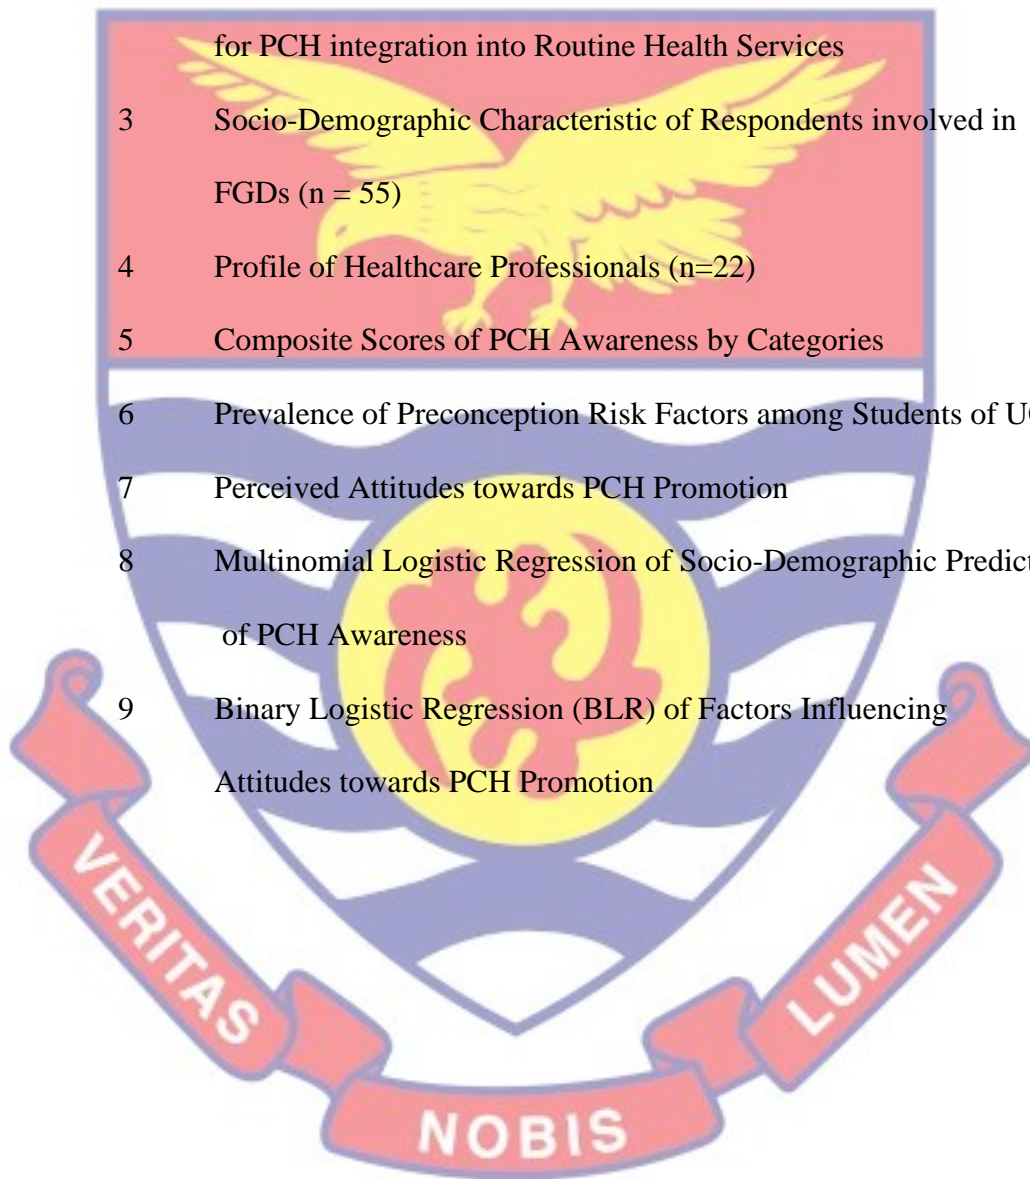 for PCH integration into Routine Health Services
3 Socio-Demographic Characteristic of Respondents involved in
FGDs (n = 55)
4 Profile of Healthcare Professionals (n=22)
5 Composite Scores of PCH Awareness by Categories
6 Prevalence of Preconception Risk Factors among Students of
7 Perceived Attitudes towards PCH Promotion
8 Multinomial Logistic Regression of Socio-Demographic
of PCH Awareness
9 Binary Logistic Regression (BLR) of Factors Influencing
Attitudes towards PCH Promotion
VERITAS
NOBIS
LUMEN